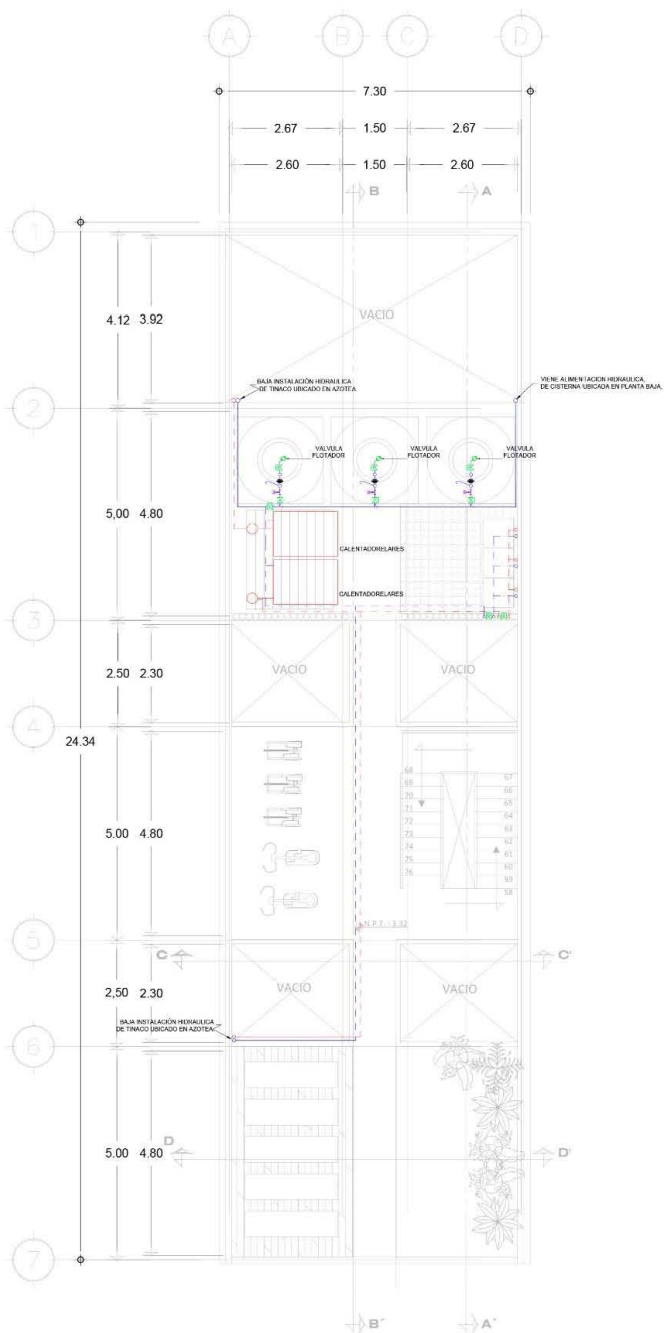 A B C D
7.30
2.67 1.50 2.67
2.60 1.50 2.60
B A
1
VACIO
4.12 3.92
BAJA INSTALACIÓN HIDRAULICA
DE TINACO UBICADO EN AZOTEA.
VIENE ALIMENTACION HIDRAULICA,
DE CISTERNA UBICADA EN PLANTA BAJA.
2
VALVULA
FLOTADOR
VALVULA
FLOTADOR
VALVULA
FLOTADOR
5,00 4.80
CALENTADORELARES
CALENTADORELARES
3
2.50 2.30
VACIO VACIO
4
24.34
68 67
69 66
70 65
71 64
72 63
73 62
74 61
75 60
76 59
58
5.00 4.80
N.P.T. - 3.32
5
C C'
2,50 2.30
VACIO VACIO
BAJA INSTALACIÓN HIDRAULICA
DE TINACO UBICADO EN AZOTEA.
6
D D'
5.00 4.80
7
B' A'